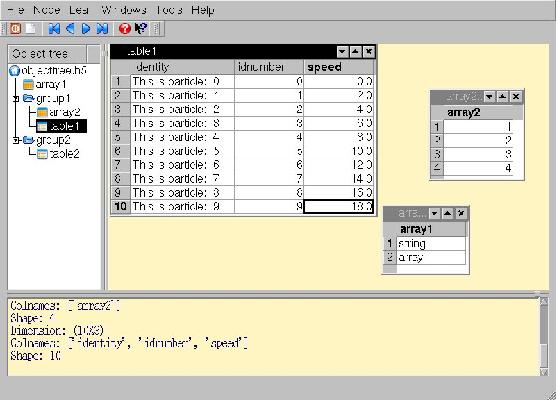 File Node Leaf Windows Tools Help
Object tree
objecttree.h5
array1
group1
array2
table1
group2
table2
table1
identity idnumber speed
1 This is particle: 0 0 0.0
2 This is particle: 1 1 2.0
3 This is particle: 2 2 4.0
4 This is particle: 3 3 6.0
5 This is particle: 4 4 8.0
6 This is particle: 5 5 10.0
7 This is particle: 6 6 12.0
8 This is particle: 7 7 14.0
9 This is particle: 8 8 16.0
10 This is particle: 9 9 18.0
array2...
array2
1 1
2 2
3 3
4 4
arra...
array1
1 string
2 array
Colnames: ['array2']
Shape: 4
Dimension: (10X3)
Colnames: ['identity', 'idnumber', 'speed']
Shape: 10